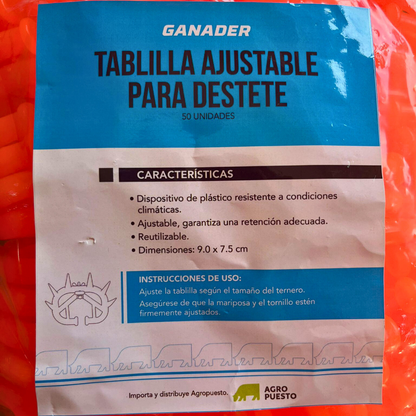 GANADER
TABLILLA AJUSTABLE
PARA DESTETE
50 UNIDADES
CARACTERÍSTICAS
• Dispositivo de plástico resistente a condiciones
climáticas.
• Ajustable, garantiza una retención adecuada.
• Reutilizable.
• Dimensiones: 9.0 x 7.5 cm
INSTRUCCIONES DE USO:
Ajuste la tablilla según el tamaño del ternero.
Asegúrese de que la mariposa y el tornillo estén
firmemente ajustados.
Importa y distribuye Agropuesto.
AGRO
PUESTO